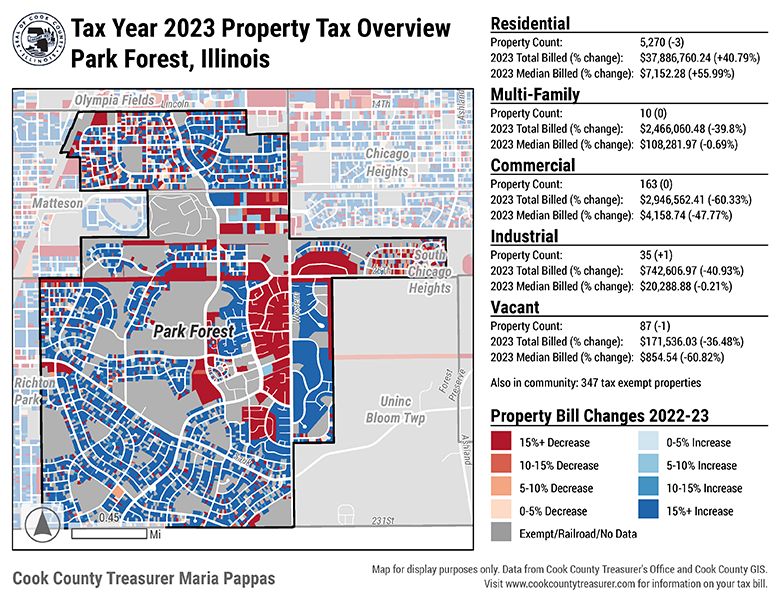 SEAL OF COOK COUNTY
ILLINOIS
Tax Year 2023 Property Tax Overview
Park Forest, Illinois
Olympia Fields
Lincoln
14Th
Ashland
Chicago
Heights
Matteson
South
Chicago
Heights
26th
Western
Park Forest
Richton
Park
Uninc
Bloom Twp
Forest
Preserve
Ashland
231St
0.45
Mi
Residential
Property Count: 5,270 (-3)
2023 Total Billed (% change): $37,886,760.24 (+40.79%)
2023 Median Billed (% change): $7,152.28 (+55.99%)
Multi-Family
Property Count: 10 (0)
2023 Total Billed (% change): $2,466,060.48 (-39.8%)
2023 Median Billed (% change): $108,281.97 (-0.69%)
Commercial
Property Count: 163 (0)
2023 Total Billed (% change): $2,946,552.41 (-60.33%)
2023 Median Billed (% change): $4,158.74 (-47.77%)
Industrial
Property Count: 35 (+1)
2023 Total Billed (% change): $742,606.97 (-40.93%)
2023 Median Billed (% change): $20,288.88 (-0.21%)
Vacant
Property Count: 87 (-1)
2023 Total Billed (% change): $171,536.03 (-36.48%)
2023 Median Billed (% change): $854.54 (-60.82%)
Also in community: 347 tax exempt properties
Property Bill Changes 2022-23
15%+ Decrease
0-5% Increase
10-15% Decrease
5-10% Increase
5-10% Decrease
10-15% Increase
0-5% Decrease
15%+ Increase
Exempt/Railroad/No Data
Cook County Treasurer Maria Pappas
Map for display purposes only. Data from Cook County Treasurer's Office and Cook County GIS.
Visit www.cookcountytreasurer.com for information on your tax bill.